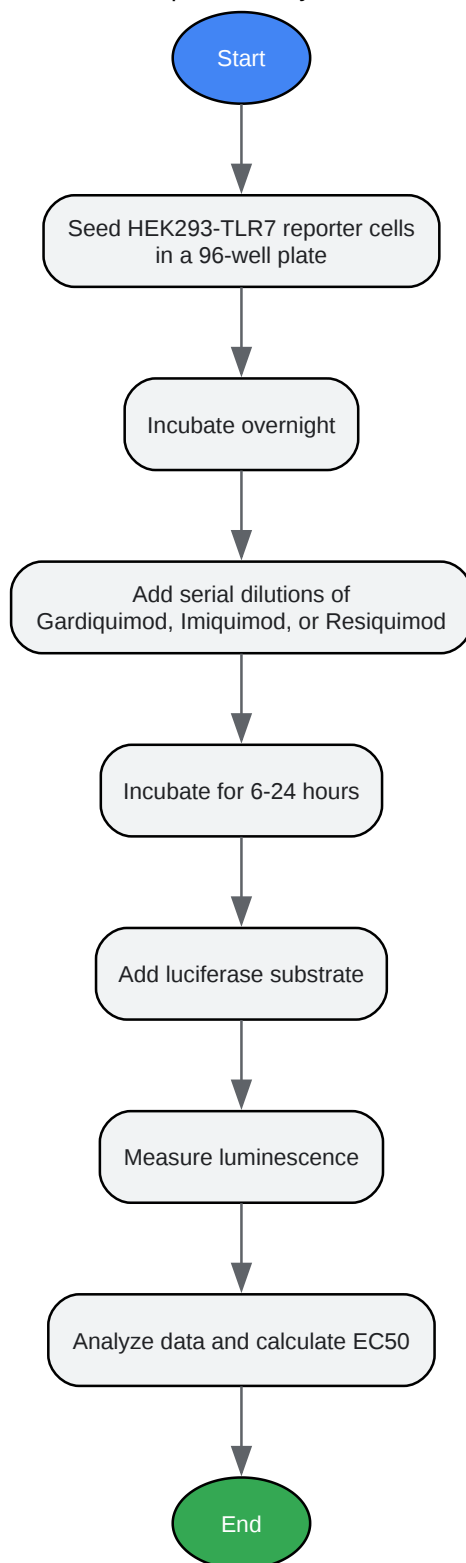 Start
Seed HEK293-TLR7 reporter cells
in a 96-well plate
Incubate overnight
Add serial dilutions of
Gardiquimod, Imiquimod, or Resiquimod
Incubate for 6-24 hours
Add luciferase substrate
Measure luminescence
Analyze data and calculate EC50
End